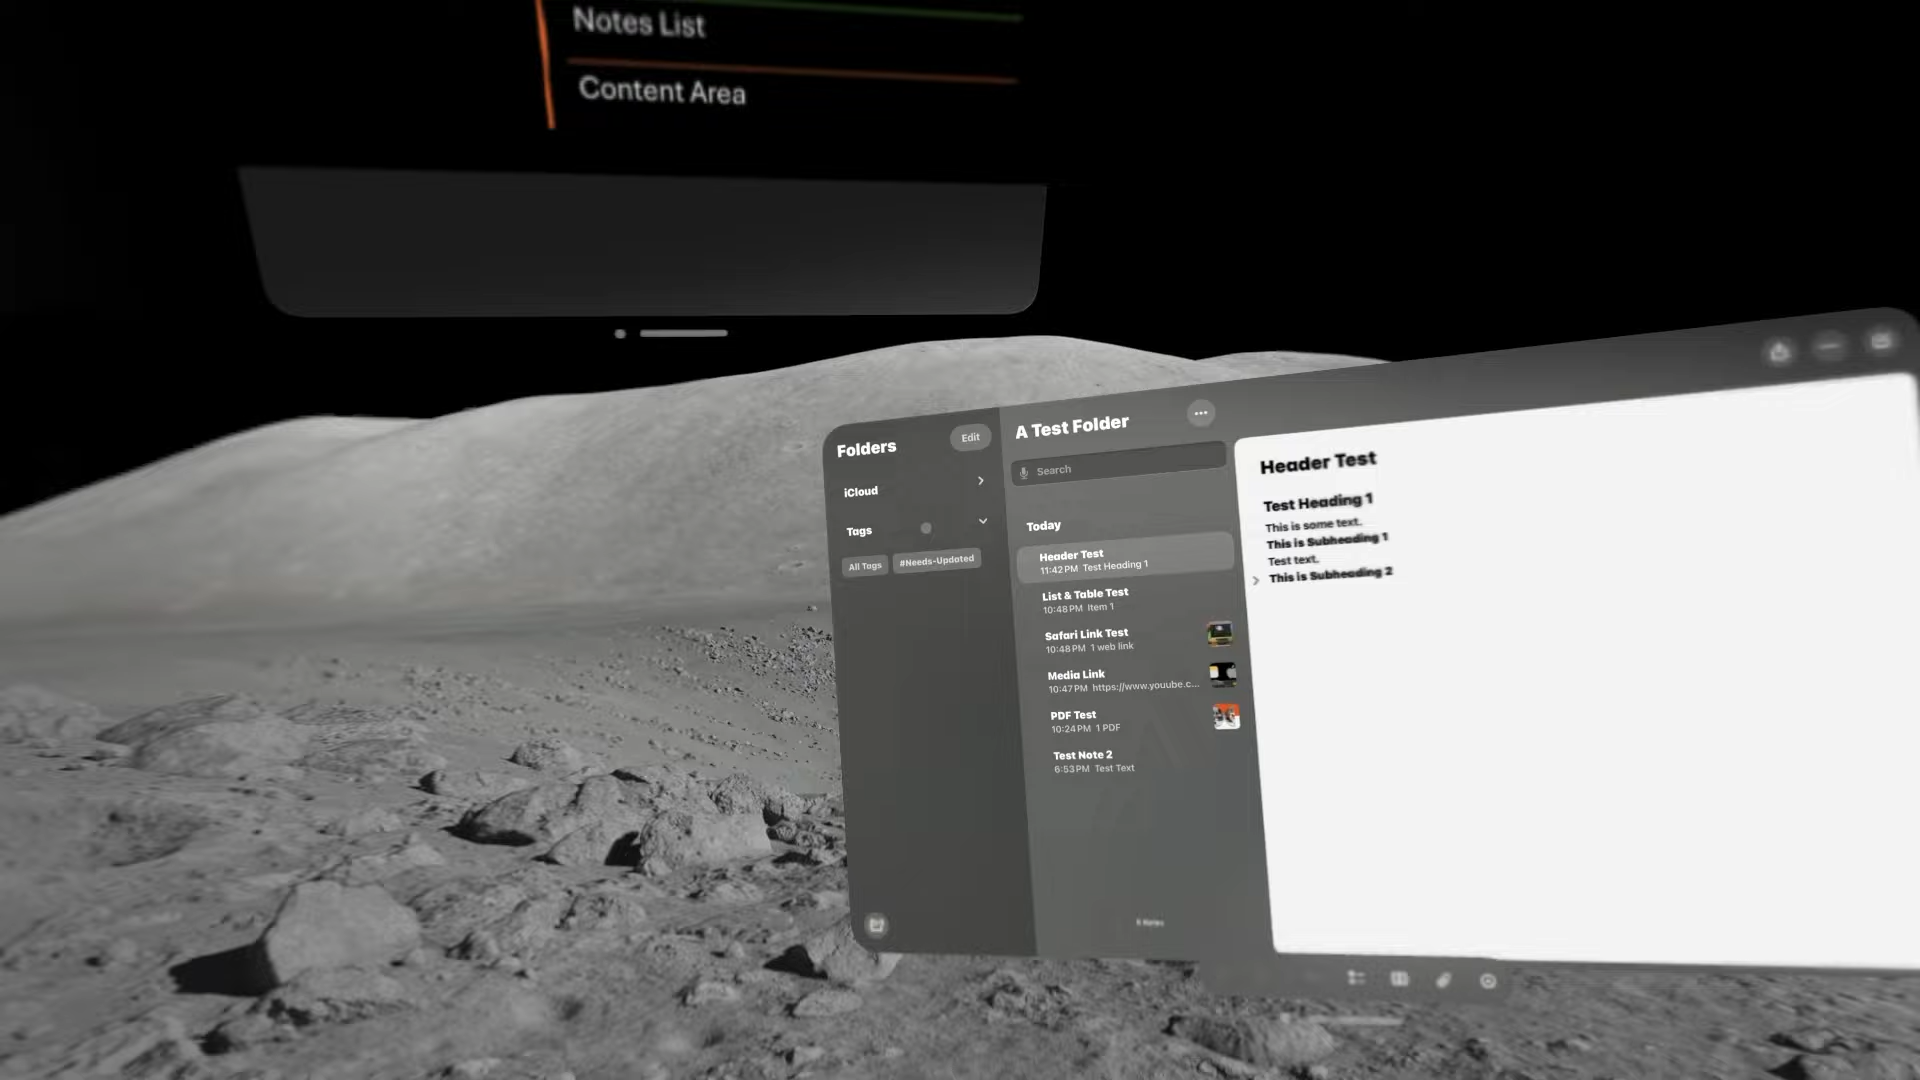 Notes List
Content Area
Folders
Edit
iCloud
Tags
All Tags
#Needs-Updated
A Test Folder
Search
Today
Header Test
11:42 PM Test Heading 1
List & Table Test
10:48 PM Item 1
Safari Link Test
10:48 PM 1 web link
Media Link
10:47 PM https://www.youube.c...
PDF Test
10:24 PM 1 PDF
Test Note 2
6:53 PM Test Text
Header Test
Test Heading 1
This is some text.
This is Subheading 1
Test text.
This is Subheading 2